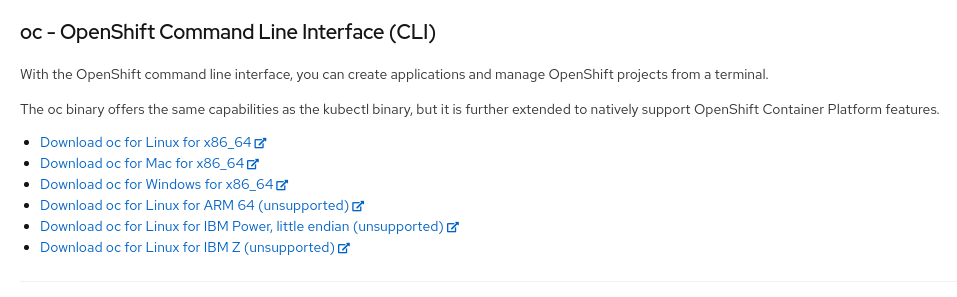 oc - OpenShift Command Line Interface (CLI)
With the OpenShift command line interface, you can create applications and manage OpenShift projects from a terminal.
The oc binary offers the same capabilities as the kubectl binary, but it is further extended to natively support OpenShift Container Platform features.
Download oc for Linux for x86_64
Download oc for Mac for x86_64
Download oc for Windows for x86_64
Download oc for Linux for ARM 64 (unsupported)
Download oc for Linux for IBM Power, little endian (unsupported)
Download oc for Linux for IBM Z (unsupported)